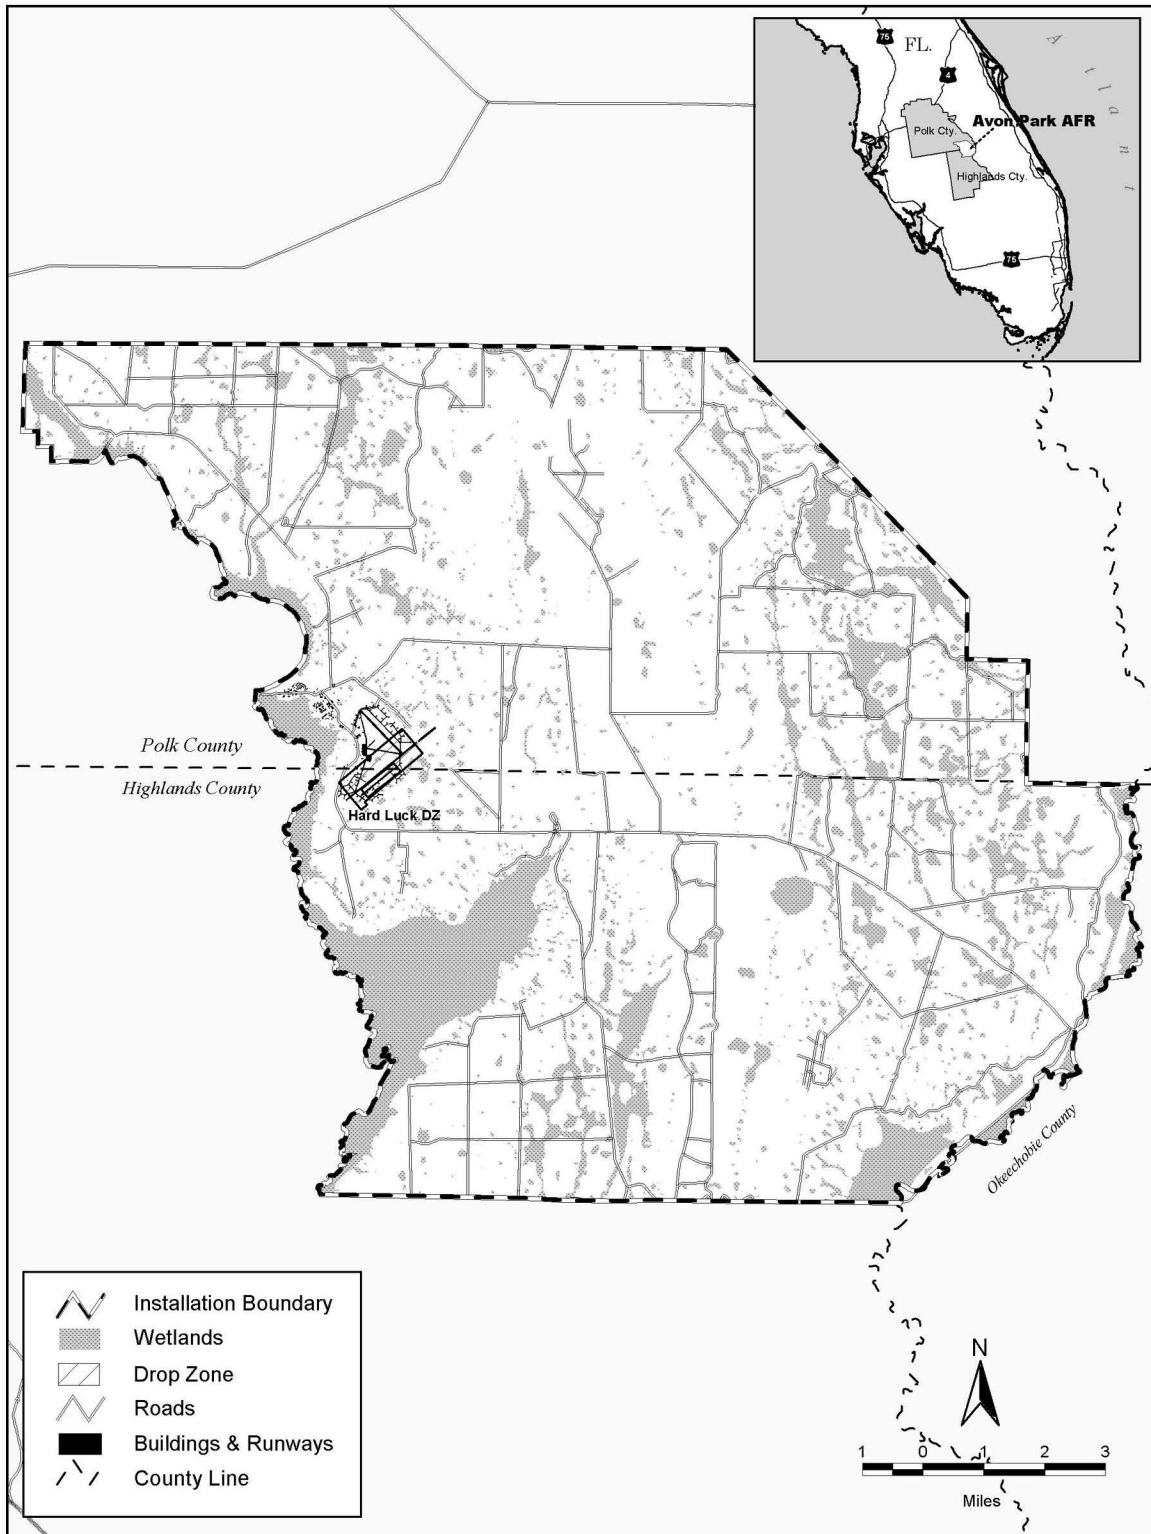 75
FL.
4
Atlant
Polk Cty.
Avon Park AFR
Highlands Cty.
75
Polk County
Highlands County
Hard Luck DZ
Okeechobie County
Installation Boundary
Wetlands
Drop Zone
Roads
Buildings & Runways
County Line
N
1 0 1 2 3
Miles